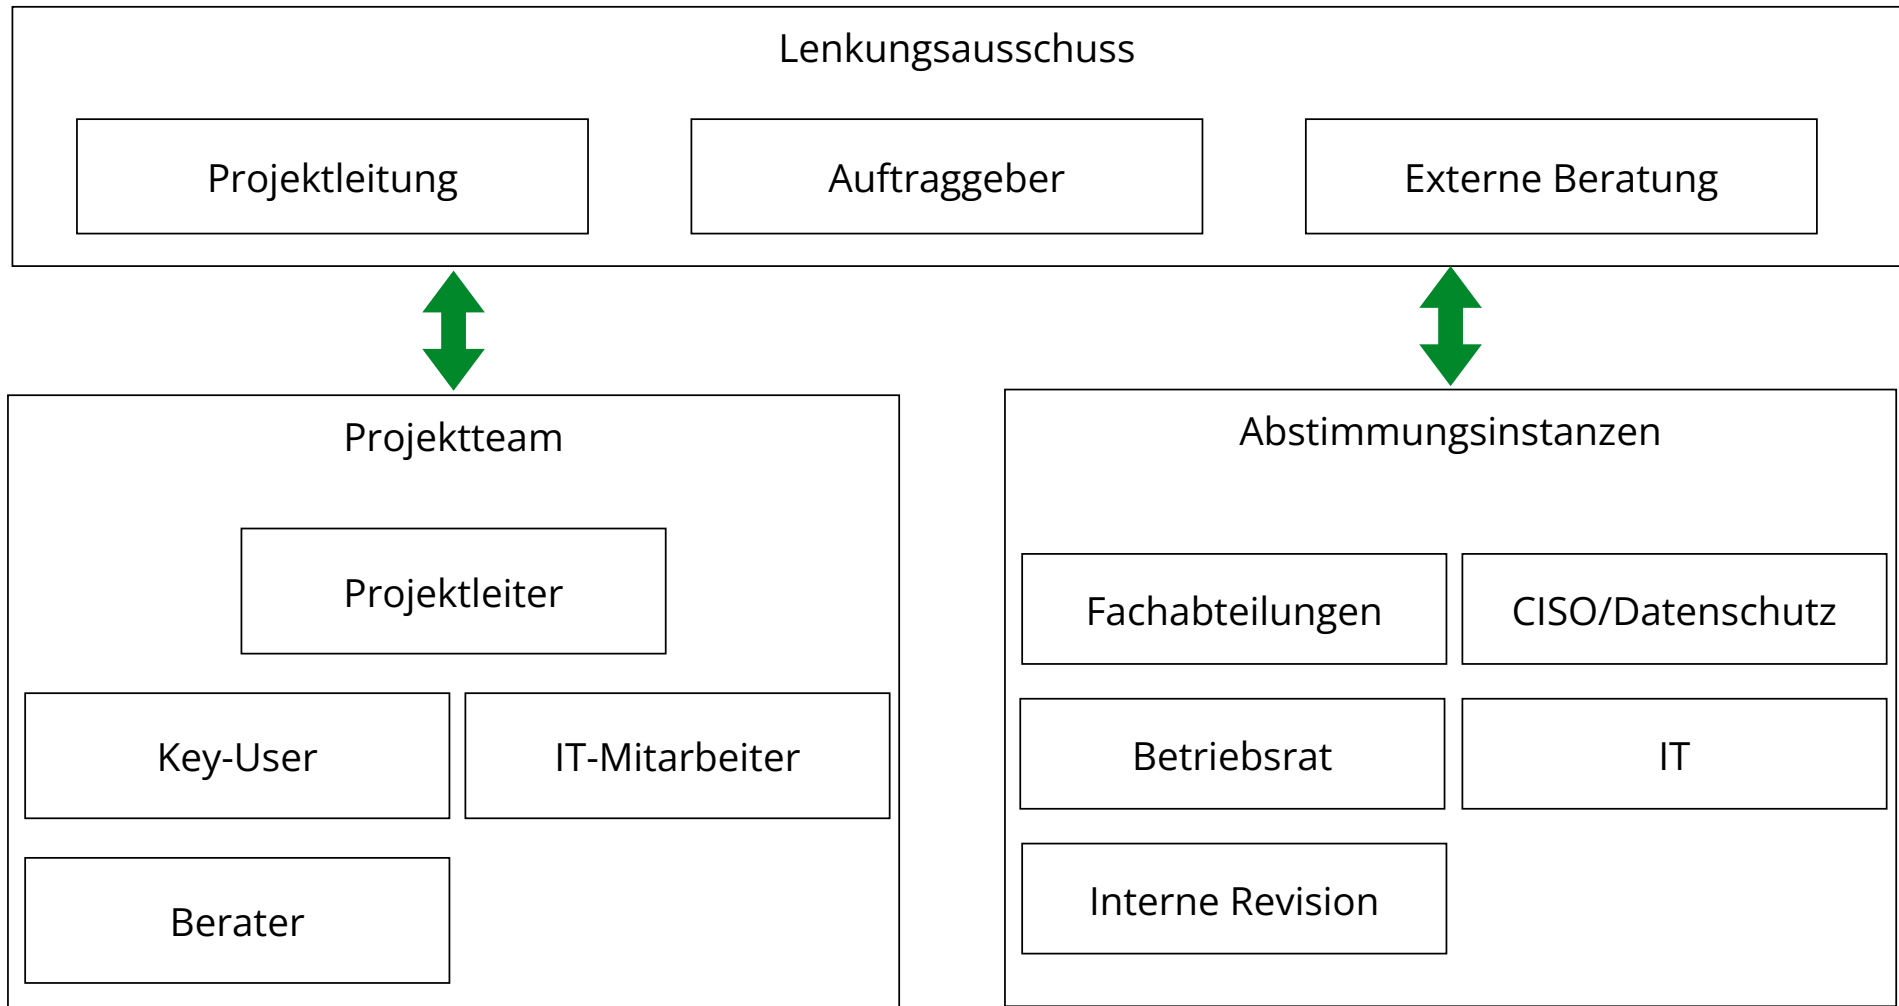 Lenkungsausschuss
Projektleitung
Auftraggeber
Externe Beratung
Projektteam
Projektleiter
Key-User
IT-Mitarbeiter
Berater
Abstimmungsinstanzen
Fachabteilungen
CISO/Datenschutz
Betriebsrat
IT
Interne Revision